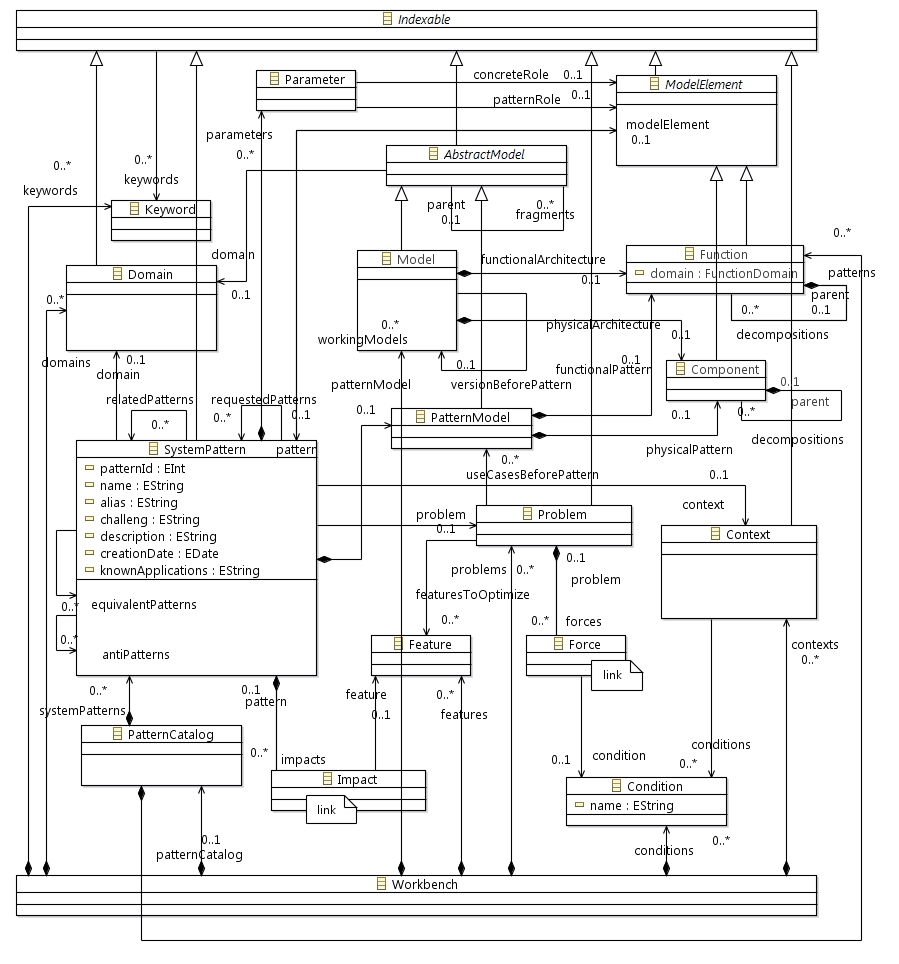 Indexable
Parameter
concreteRole
0..1
ModelElement
patternRole
0..1
parameters
modelElement
0..1
0..*
0..*
0..*
AbstractModel
keywords
keywords
parent
0..*
0..1
fragments
Keyword
0..*
domain
Model
functionalArchitecture
Function
domain : FunctionDomain
patterns
Domain
0..1
0..1
parent
0..*
0..*
0..1
0..*
physicalArchitecture
workingModels
0..1
decompositions
domains
0..1
domain
0..1
functionalPattern
0..1
Component
patternModel
versionBeforePattern
0..1
relatedPatterns
requestedPatterns
parent
0..*
0..*
0..1
0..1
PatternModel
0..1
0..*
decompositions
SystemPattern
pattern
physicalPattern
0..*
patternId : EInt
useCasesBeforePattern
0..1
name : EString
alias : EString
context
challeng : EString
problem
Problem
0..1
description : EString
Context
creationDate : EDate
0..1
knownApplications : EString
problems
0..*
problem
featuresToOptimize
equivalentPatterns
0..*
0..*
0..*
forces
0..*
Feature
Force
contexts
antiPatterns
0..*
link
0..*
0..1
feature
0..*
pattern
systemPatterns
0..1
features
PatternCatalog
conditions
0..*
impacts
0..1
condition
0..*
Impact
Condition
name : EString
link
0..1
0..*
patternCatalog
conditions
Workbench